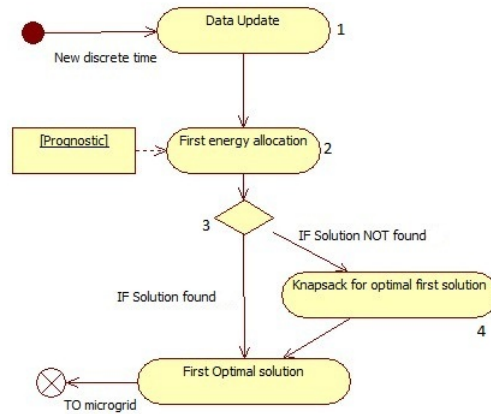 Data Update
1
New discrete time
[Prognostic]
First energy allocation
2
3
IF Solution NOT found
IF Solution found
Knapsack for optimal first solution
4
First Optimal solution
TO microgrid